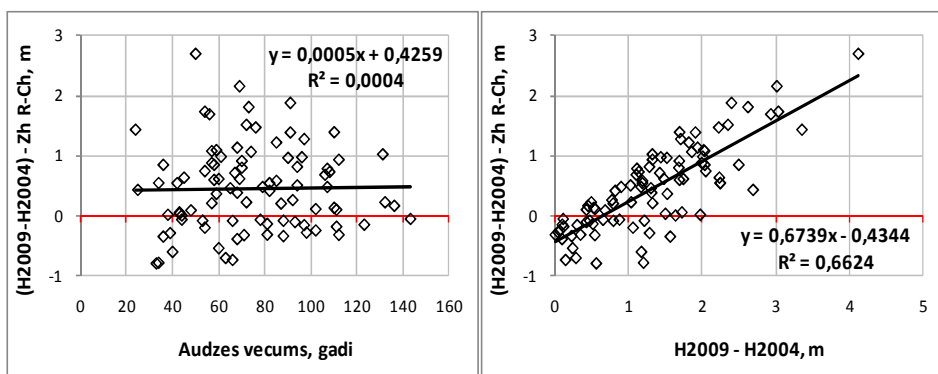 (H2009-H2004) - Zh R-Ch, m
3
2
1
0
-1
y = 0,0005x + 0,4259
R² = 0,0004
20 40 60 80 100 120 140 160
Audzes vecums, gadi
(H2009-H2004) - Zh R-Ch, m
3
2
1
0
-1
y = 0,6739x - 0,4344
R² = 0,6624
0 1 2 3 4 5
H2009 - H2004, m